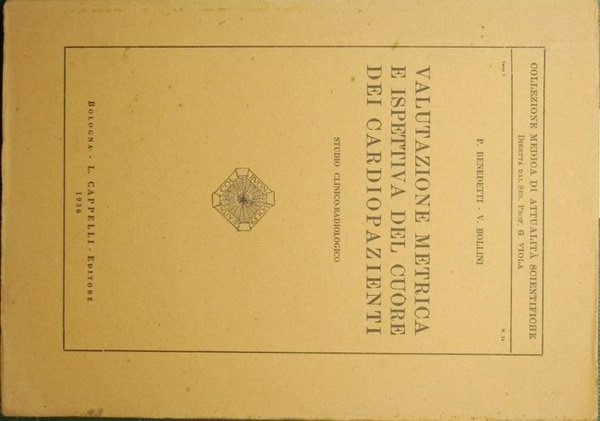 COLLEZIONE MEDICA DI ATTUALITÀ SCIENTIFICHE
DIRETTA DAL SEN. PROF. G. VIOLA
N. 14
P. BENEDETTI - V. BOLLINI
VALUTAZIONE METRICA
E ISPETTIVA DEL CUORE
DEI CARDIOPAZIENTI
STUDIO CLINICO-RADIOLOGICO
BOLOGNA - L. CAPPELLI - EDITORE
1936